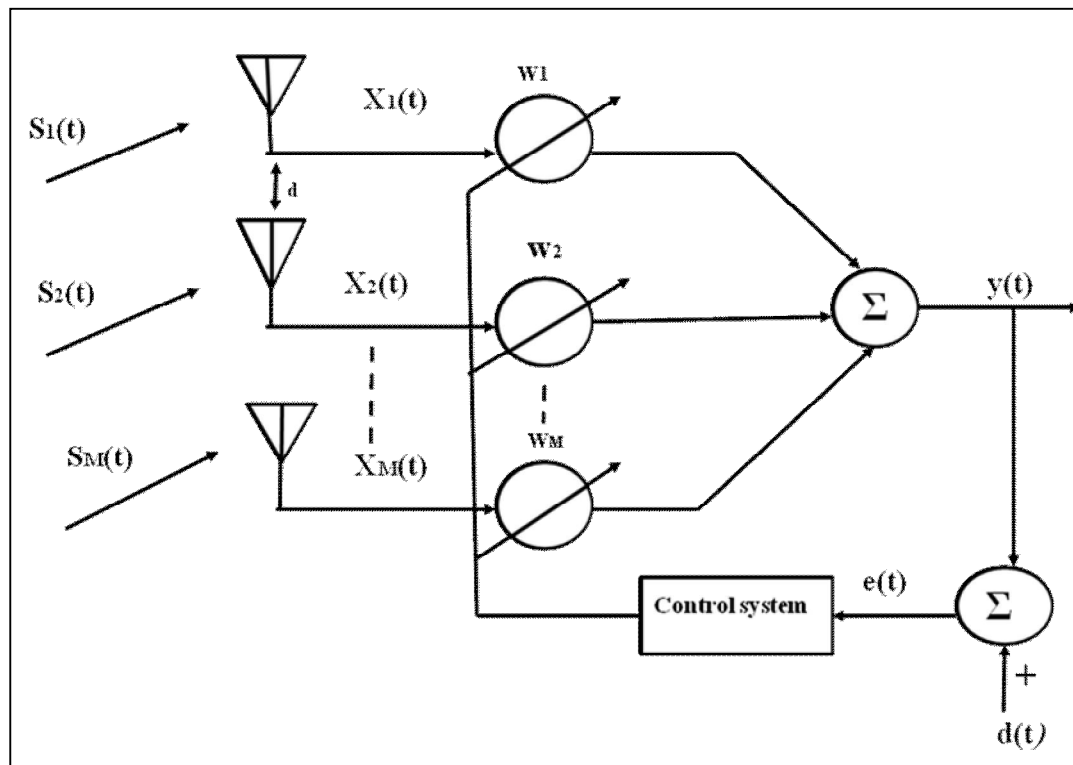 w1
X1(t)
S1(t)
d
w2
X2(t)
S2(t)
Σ
y(t)
wM
SM(t)
XM(t)
e(t)
Control system
Σ
+
d(t)